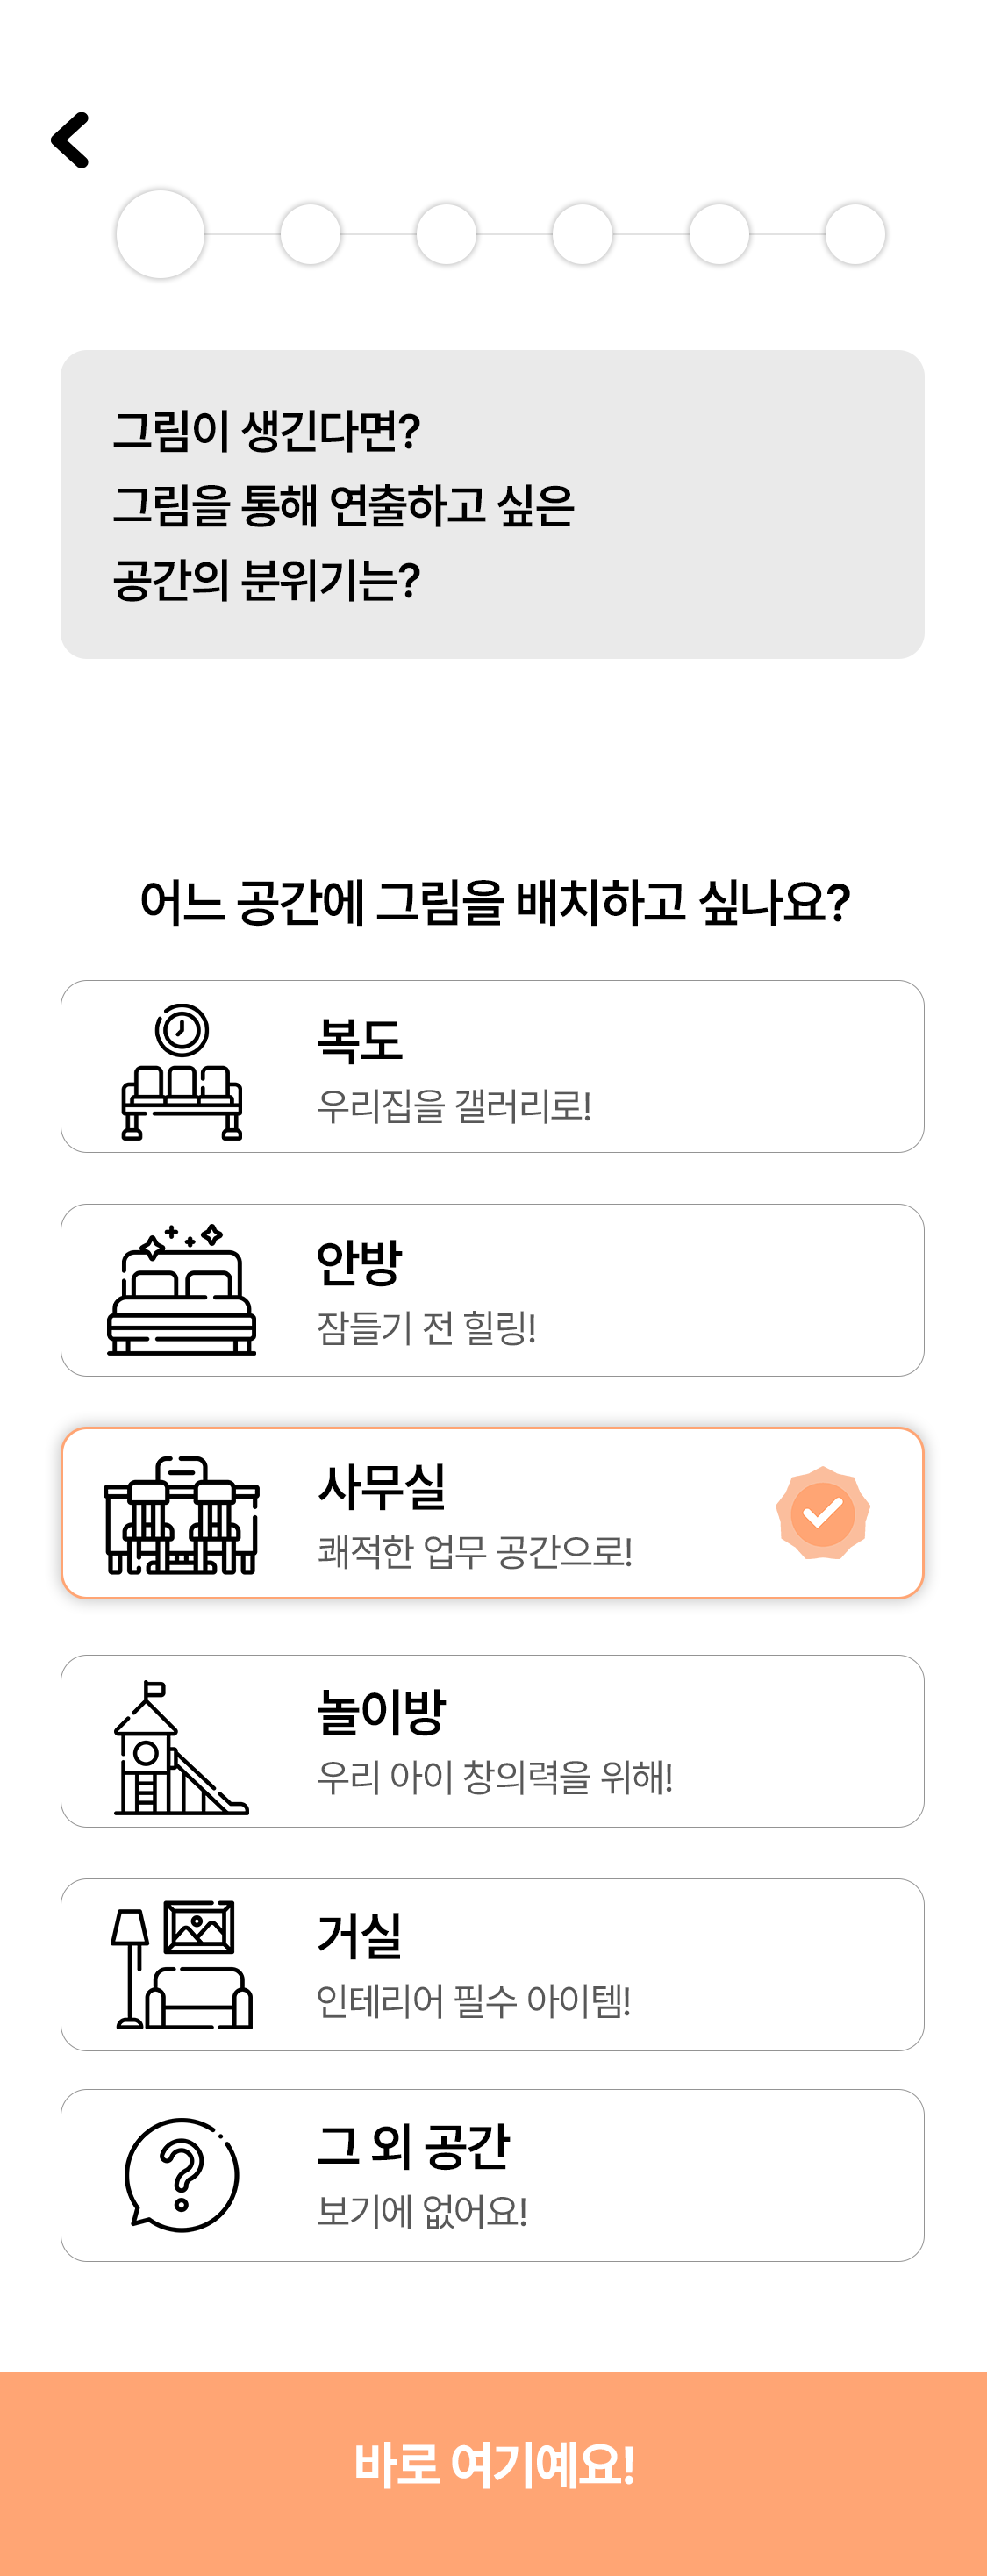 그림이 생긴다면?
그림을 통해 연출하고 싶은
공간의 분위기는?
어느 공간에 그림을 배치하고 싶나요?
복도
우리집을 갤러리로!
안방
잠들기 전 힐링!
사무실
쾌적한 업무 공간으로!
놀이방
우리 아이 창의력을 위해!
거실
인테리어 필수 아이템!
그 외 공간
보기에 없어요!
바로 여기예요!